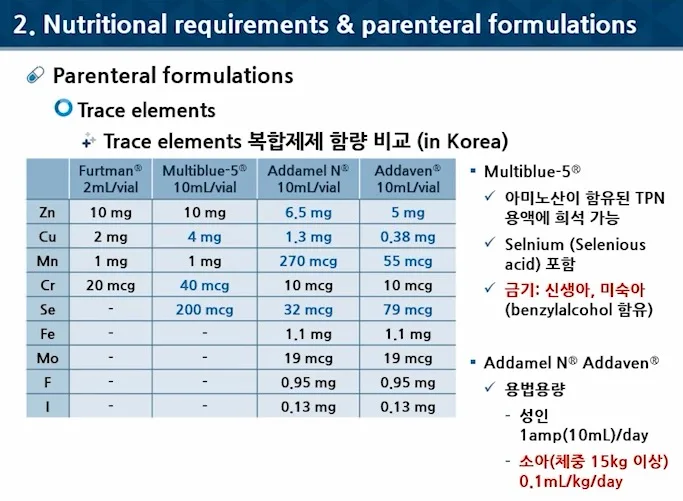 2. Nutritional requirements & parenteral formulations
Parenteral formulations
Trace elements
Trace elements 복합제제 함량 비교 (in Korea)
Furtman® Multiblue-5® Addamel N® Addaven®
2mL/vial 10mL/vial 10mL/vial 10mL/vial
Zn 10 mg 10 mg 6.5 mg 5 mg
Cu 2 mg 4 mg 1.3 mg 0.38 mg
Mn 1 mg 1 mg 270 mcg 55 mcg
Cr 20 mcg 40 mcg 10 mcg 10 mcg
Se - 200 mcg 32 mcg 79 mcg
Fe - - 1.1 mg 1.1 mg
Mo - - 19 mcg 19 mcg
F - - 0.95 mg 0.95 mg
I - - 0.13 mg 0.13 mg
▪ Multiblue-5®
✓ 아미노산이 함유된 TPN
용액에 희석 가능
✓ Selnium (Selenious
acid) 포함
✓ 금기: 신생아, 미숙아
(benzylalcohol 함유)
▪ Addamel N® Addaven®
✓ 용법용량
- 성인
1amp(10mL)/day
- 소아(체중 15kg 이상)
0.1mL/kg/day